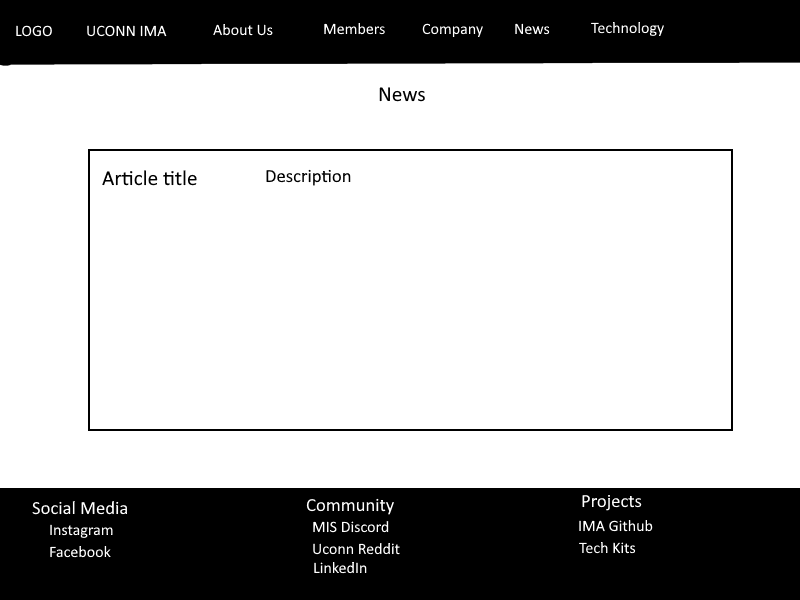 LOGO UCONN IMA About Us Members Company News Technology
News
Article title Description
Social Media
Instagram
Facebook
Community
MIS Discord
Uconn Reddit
LinkedIn
Projects
IMA Github
Tech Kits